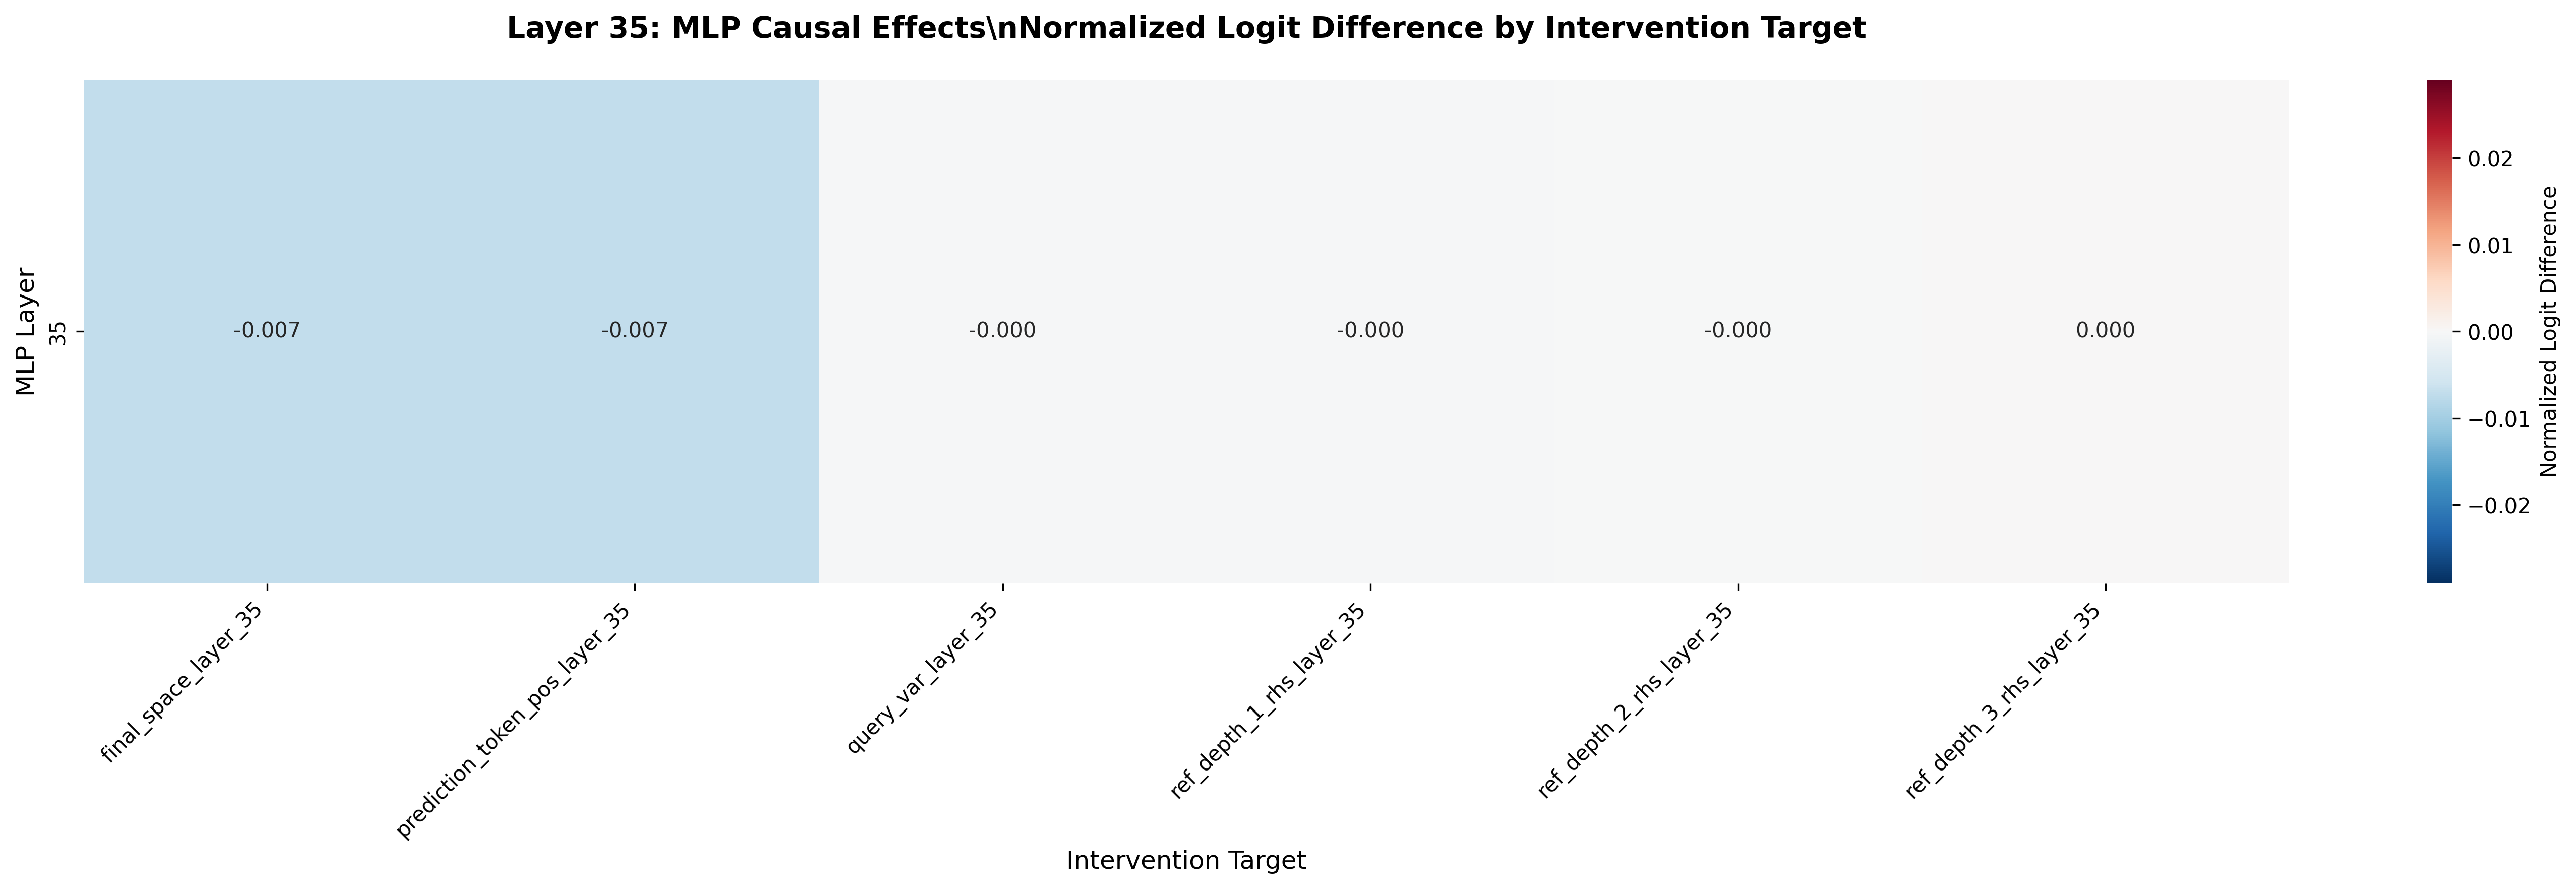 Layer 35: MLP Causal Effects\nNormalized Logit Difference by Intervention Target
MLP Layer
35
-0.007
-0.007
-0.000
-0.000
-0.000
0.000
final_space_layer_35
prediction_token_pos_layer_35
query_var_layer_35
ref_depth_1_rhs_layer_35
ref_depth_2_rhs_layer_35
ref_depth_3_rhs_layer_35
Intervention Target
0.02
0.01
0.00
−0.01
−0.02
Normalized Logit Difference